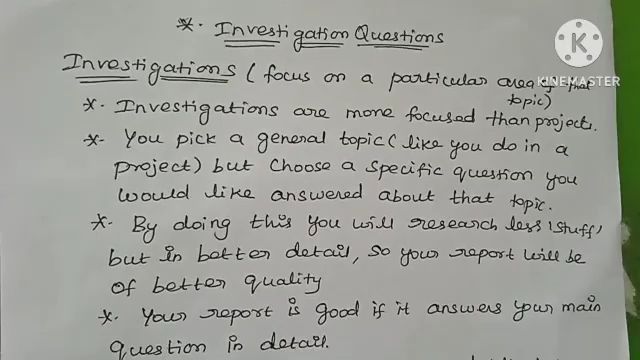 *. Investigation Questions
Investigations (focus on a particular area of that topic)
*. Investigations are more focused than project.
*. You pick a general topic (like you do in a
project) but choose a specific question you
would like answered about that topic.
*. By doing this you will research less 'stuff'
but in better detail, so your report will be
of better quality
*. Your report is good if it answers your main
question in detail.
KINEMASTER